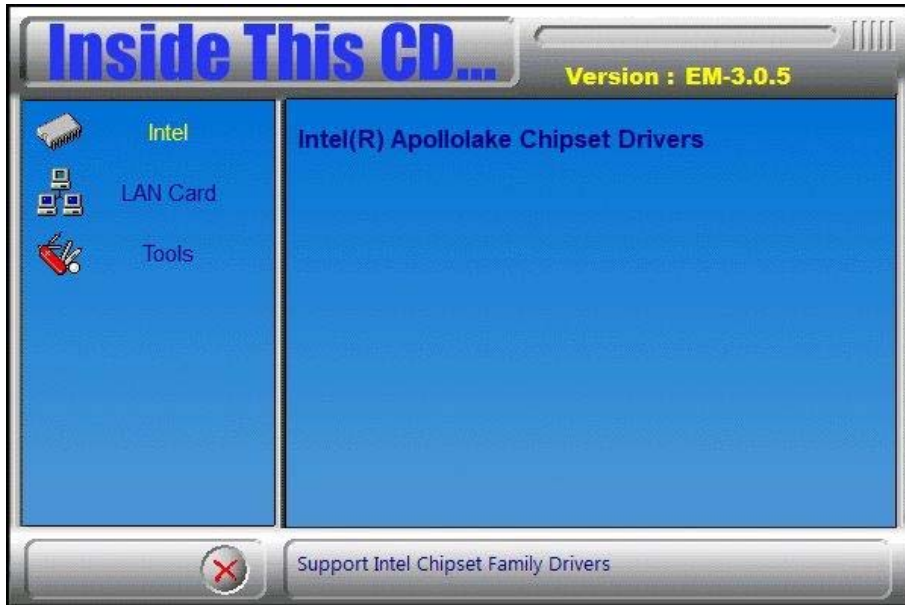 Inside This CD...
Version : EM-3.0.5
Intel
LAN Card
Tools
Intel(R) Apollolake Chipset Drivers
Support Intel Chipset Family Drivers